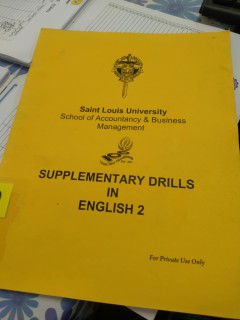 Saint Louis University
School of Accountancy & Business
Management
SUPPLEMENTARY DRILLS
IN
ENGLISH 2
For Private Use Only